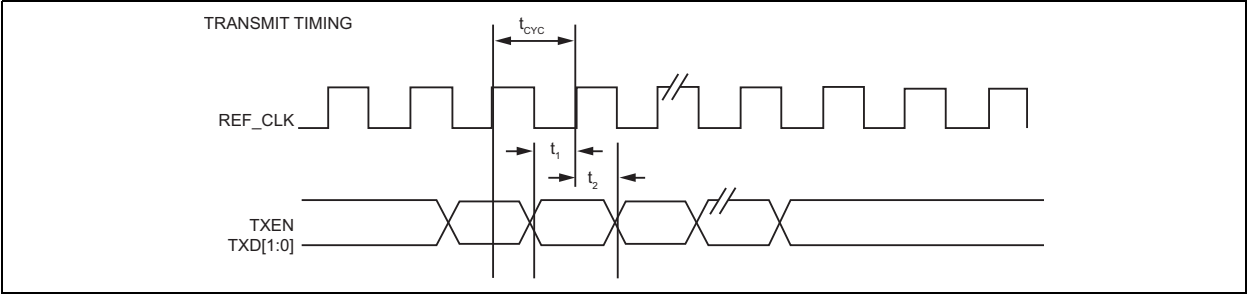 TRANSMIT TIMING
tCYC
REF_CLK
t1
t2
TXEN
TXD[1:0]